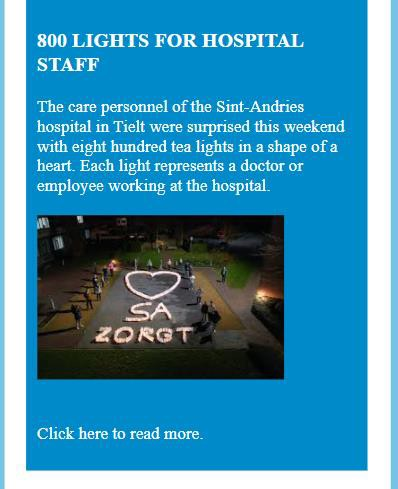 800 LIGHTS FOR HOSPITAL
STAFF
The care personnel of the Sint-Andries
hospital in Tielt were surprised this weekend
with eight hundred tea lights in a shape of a
heart. Each light represents a doctor or
employee working at the hospital.
SA
ZORGT
Click here to read more.